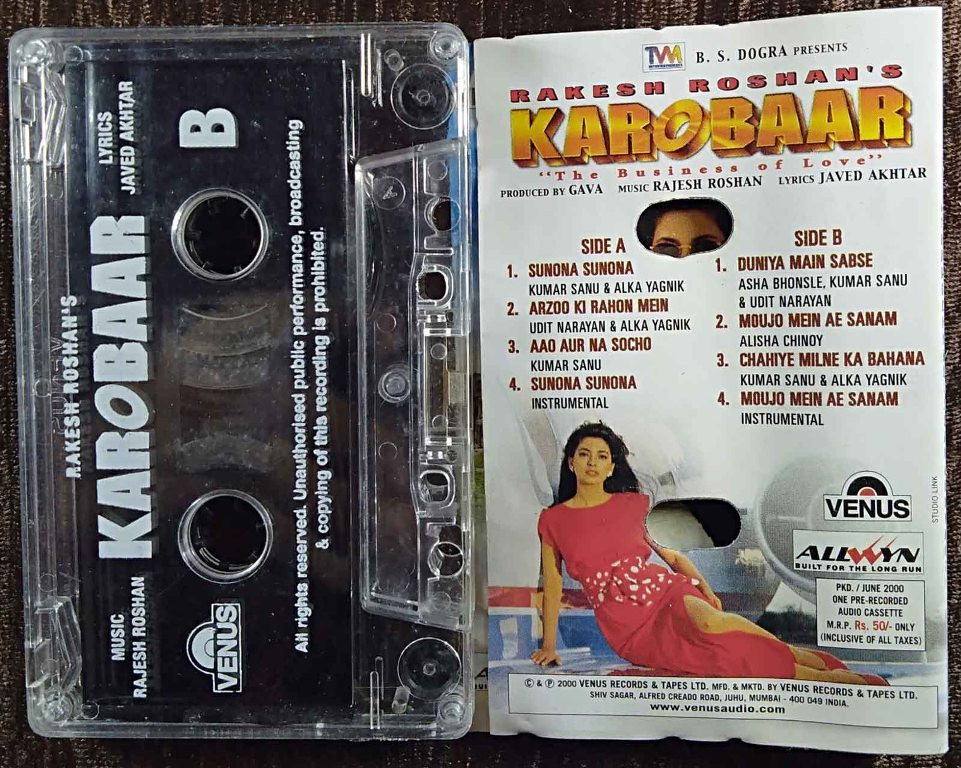 RAKESH ROSHAN'S
KAROBAAR
MUSIC
RAJESH ROSHAN
LYRICS
JAVED AKHTAR
VENUS
B
All rights reserved. Unauthorised public performance, broadcasting
& copying of this recording is prohibited.
B. S. DOGRA PRESENTS
RAKESH ROSHAN'S
KAROBAAR
"The Business of Love"
PRODUCED BY GAVA MUSIC RAJESH ROSHAN LYRICS JAVED AKHTAR
SIDE A
1. SUNONA SUNONA
KUMAR SANU & ALKA YAGNIK
2. ARZOO KI RAHON MEIN
UDIT NARAYAN & ALKA YAGNIK
3. AAO AUR NA SOCHO
KUMAR SANU
4. SUNONA SUNONA
INSTRUMENTAL
SIDE B
1. DUNIYA MAIN SABSE
ASHA BHONSLE, KUMAR SANU
& UDIT NARAYAN
2. MOUJO MEIN AE SANAM
ALISHA CHINOY
3. CHAHIYE MILNE KA BAHANA
KUMAR SANU & ALKA YAGNIK
4. MOUJO MEIN AE SANAM
INSTRUMENTAL
VENUS
STUDIO LINK
ALLWYN
BUILT FOR THE LONG RUN
PKD. / JUNE 2000
ONE PRE-RECORDED
AUDIO CASSETTE
M.R.P. Rs. 50/- ONLY
(INCLUSIVE OF ALL TAXES)
© & ℗ 2000 VENUS RECORDS & TAPES LTD. MFD. & MKTD. BY VENUS RECORDS & TAPES LTD.
SHIV SAGAR, ALFRED CREADO ROAD, JUHU, MUMBAI - 400 049 INDIA.
www.venusaudio.com